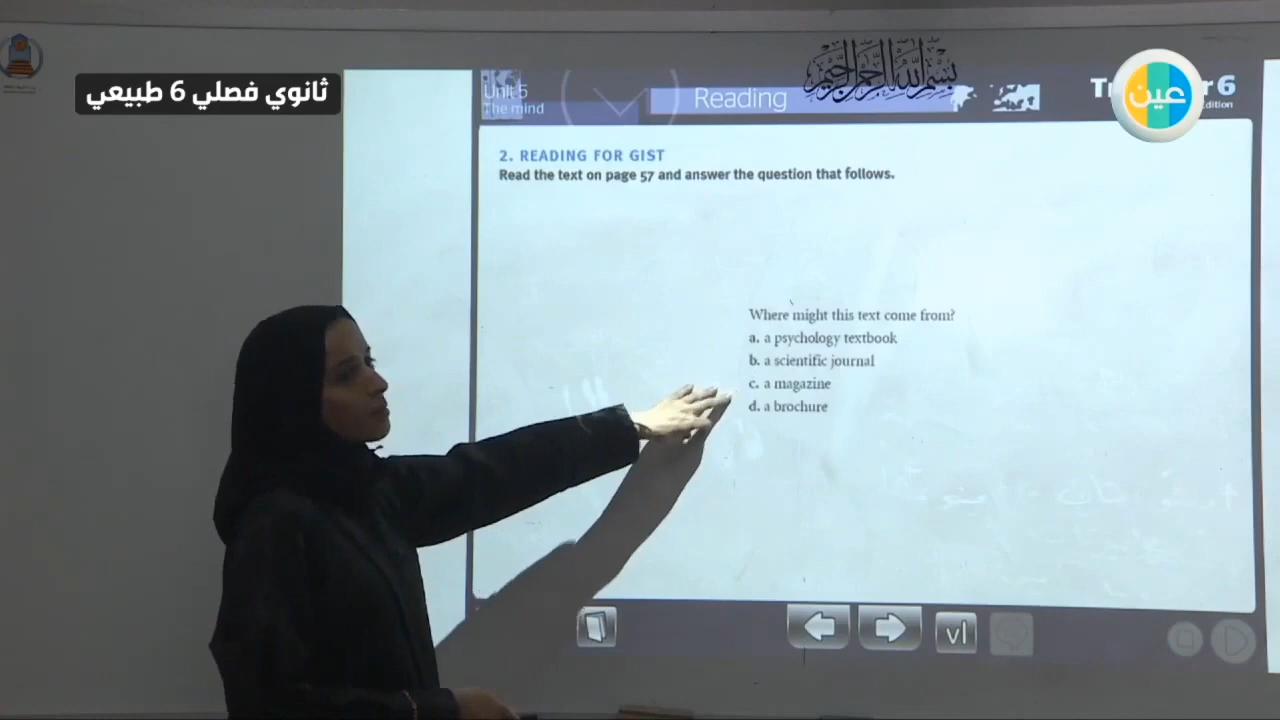 ثانوي فصلي 6 طبيعي
Unit 5
The mind
Reading
بسم الله الرحمن الرحيم
6
عين
2. READING FOR GIST
Read the text on page 57 and answer the question that follows.
Where might this text come from?
a. a psychology textbook
b. a scientific journal
c. a magazine
d. a brochure